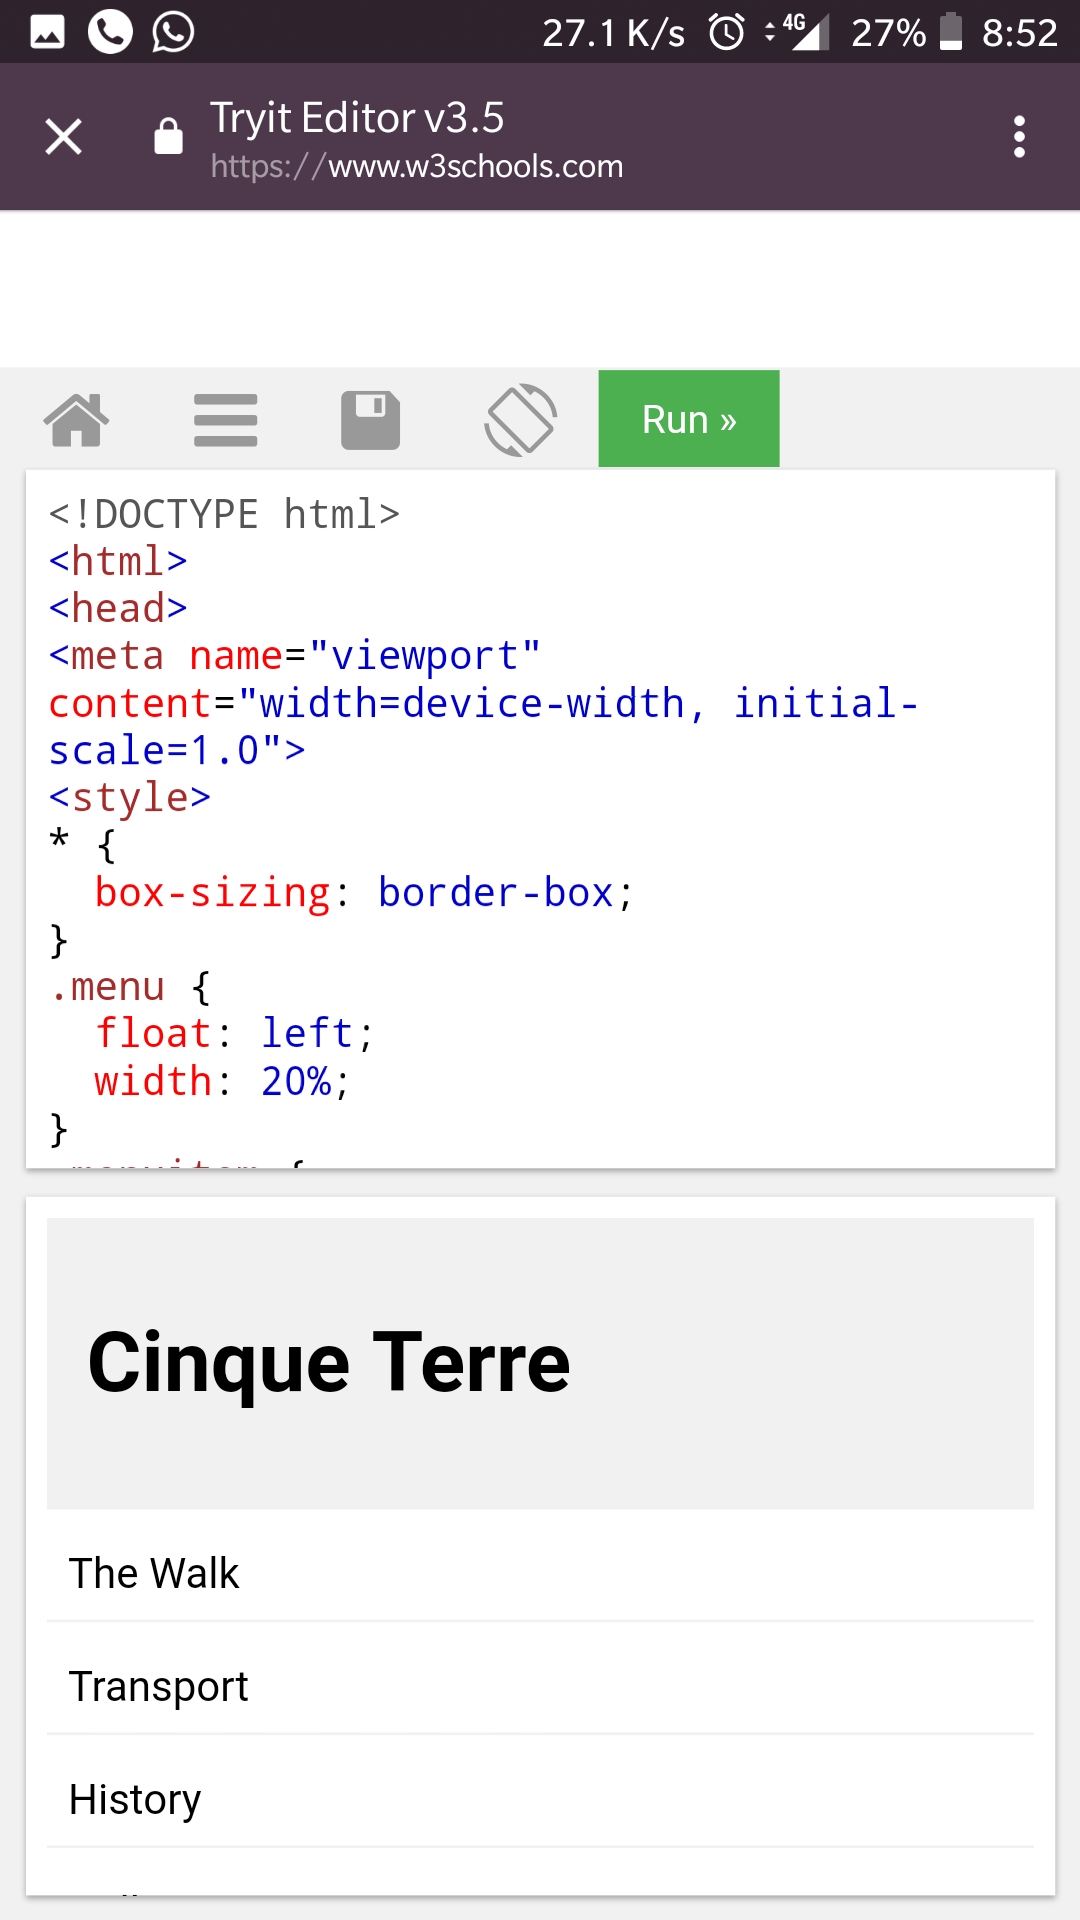 27.1 K/s 4G 27% 8:52
Tryit Editor v3.5
https://www.w3schools.com
Run »
<!DOCTYPE html>
<html>
<head>
<meta name="viewport"
content="width=device-width, initial-
scale=1.0">
<style>
* {
  box-sizing: border-box;
}
.menu {
  float: left;
  width: 20%;
}
Cinque Terre
The Walk
Transport
History